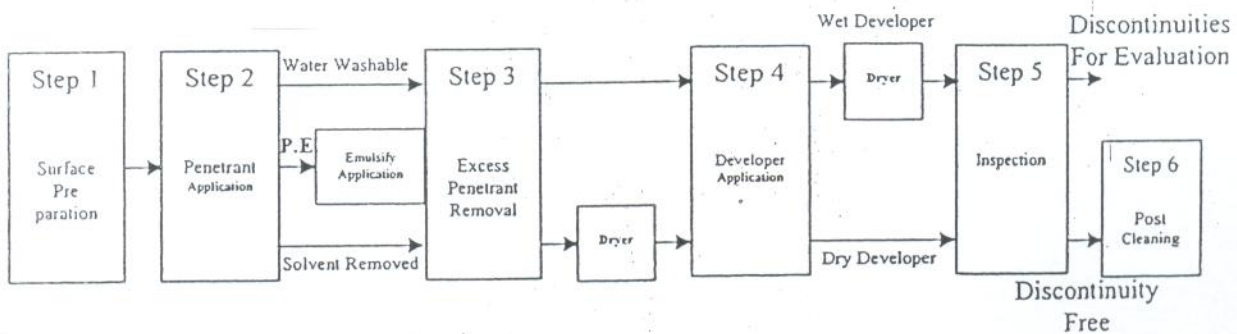 Step 1
Surface
Pre
paration
Step 2
Penetrant
Application
Water Washable
P.E
Emulsify
Application
Solvent Removed
Step 3
Excess
Penetrant
Removal
Dryer
Step 4
Developer
Application
Wet Developer
Dryer
Dry Developer
Step 5
Inspection
Discontinuities
For Evaluation
Step 6
Post
Cleaning
Discontinuity
Free